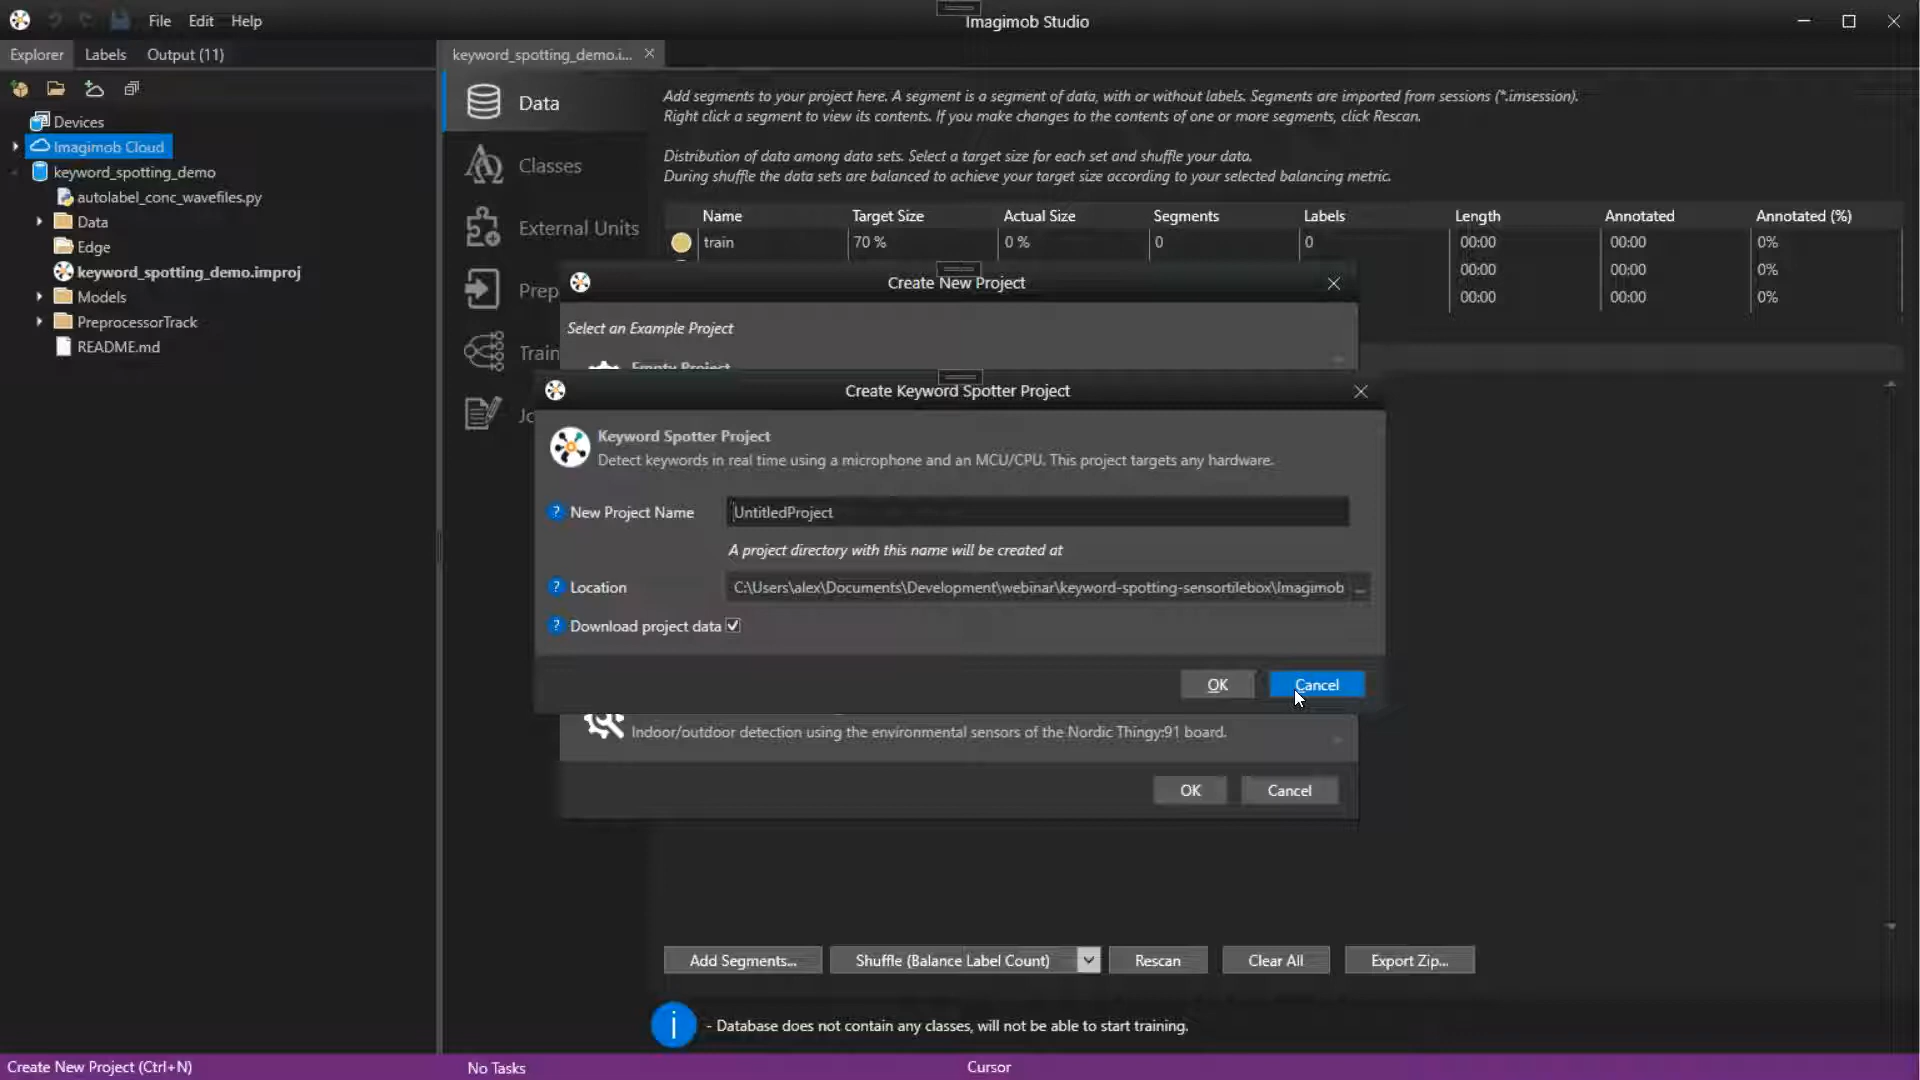 File Edit Help
Imagimob Studio
Explorer Labels Output (11)
keyword_spotting_demo.i...
Devices
Imagimob Cloud
keyword_spotting_demo
autolabel_conc_wavefiles.py
Data
Edge
keyword_spotting_demo.improj
Models
PreprocessorTrack
README.md
Data
Classes
External Units
Prep
Train
Add segments to your project here. A segment is a segment of data, with or without labels. Segments are imported from sessions (*.imsession).
Right click a segment to view its contents. If you make changes to the contents of one or more segments, click Rescan.
Distribution of data among data sets. Select a target size for each set and shuffle your data.
During shuffle the data sets are balanced to achieve your target size according to your selected balancing metric.
Name Target Size Actual Size Segments Labels Length Annotated Annotated (%)
train 70 % 0 % 0 0 00:00 00:00 0%
00:00 00:00 0%
00:00 00:00 0%
Create New Project
Select an Example Project
Empty Project
Create Keyword Spotter Project
Keyword Spotter Project
Detect keywords in real time using a microphone and an MCU/CPU. This project targets any hardware.
? New Project Name UntitledProject
A project directory with this name will be created at
? Location C:\Users\alex\Documents\Development\webinar\keyword-spotting-sensortilebox\Imagimob ...
? Download project data
OK Cancel
Indoor/outdoor detection using the environmental sensors of the Nordic Thingy:91 board.
OK Cancel
Add Segments... Shuffle (Balance Label Count) Rescan Clear All Export Zip...
i - Database does not contain any classes, will not be able to start training.
Create New Project (Ctrl+N) No Tasks Cursor